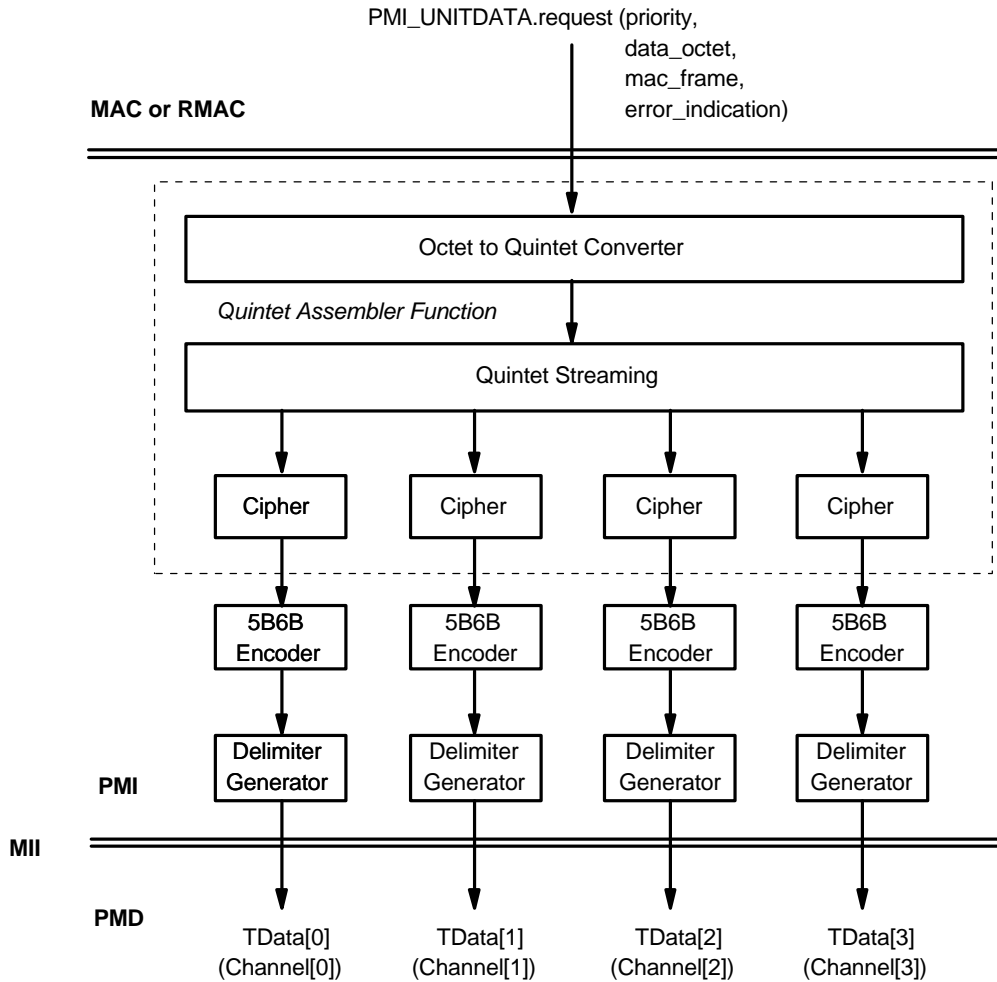 PMI_UNITDATA.request (priority,
data_octet,
mac_frame,
error_indication)
MAC or RMAC
Octet to Quintet Converter
Quintet Assembler Function
Quintet Streaming
Cipher
Cipher
Cipher
Cipher
5B6B
Encoder
5B6B
Encoder
5B6B
Encoder
5B6B
Encoder
Delimiter
Generator
Delimiter
Generator
Delimiter
Generator
Delimiter
Generator
PMI
MII
PMD
TData[0]
(Channel[0])
TData[1]
(Channel[1])
TData[2]
(Channel[2])
TData[3]
(Channel[3])